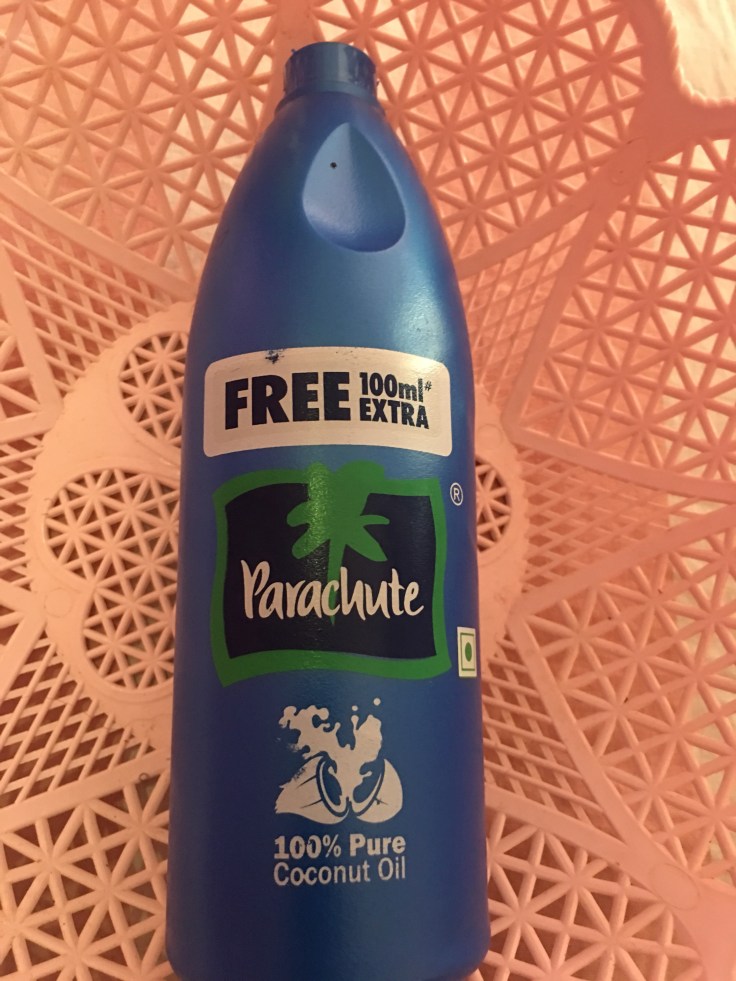 FREE 100ml#
EXTRA
®
Parachute
100% Pure
Coconut Oil